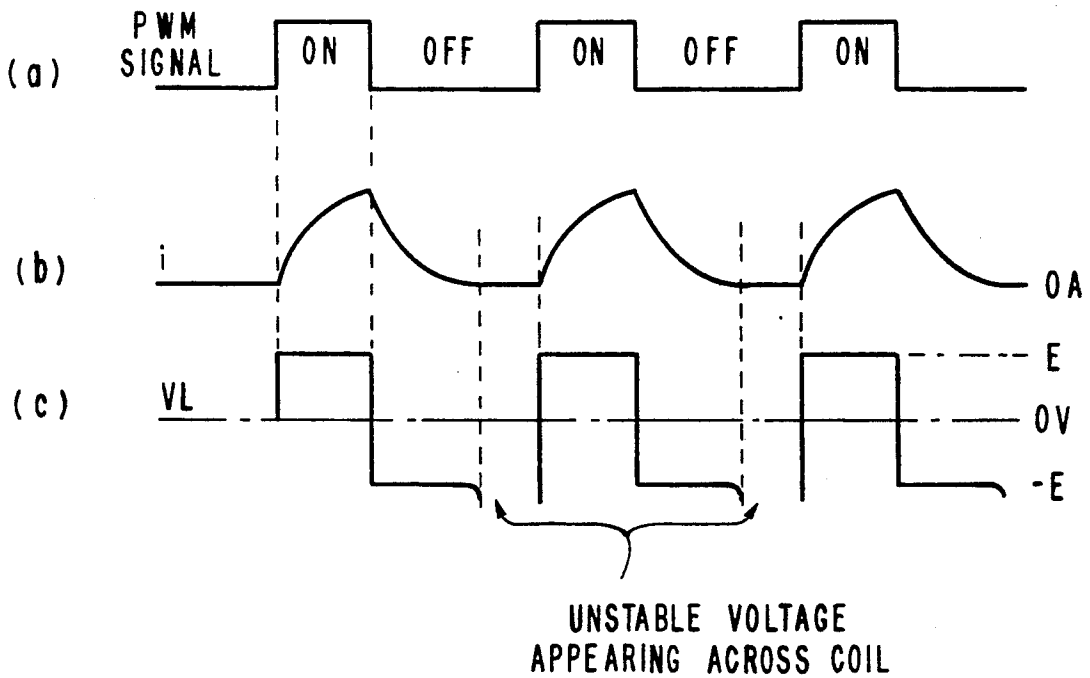 PWM
SIGNAL
(a)
ON OFF ON OFF ON
(b)
i
0A
(c)
VL
E
0V
-E
UNSTABLE VOLTAGE
APPEARING ACROSS COIL